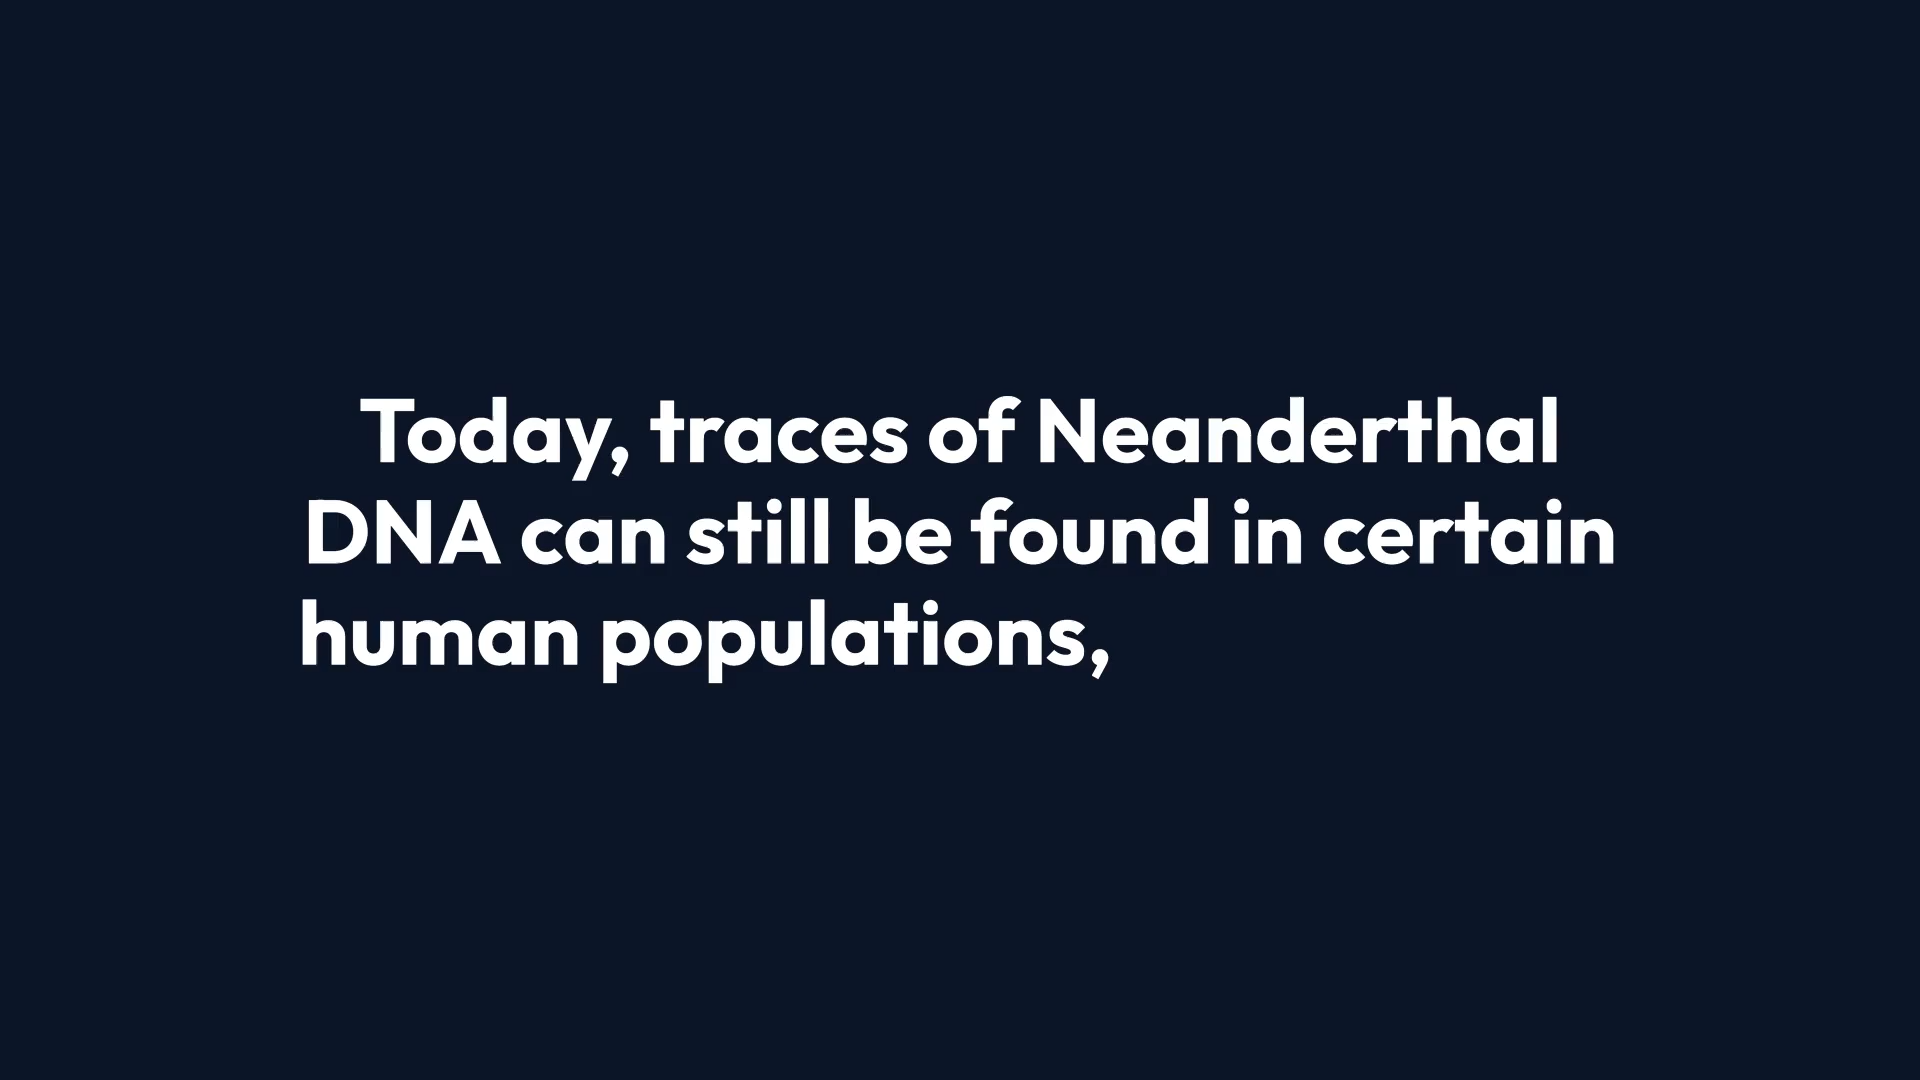 Today, traces of Neanderthal
DNA can still be found in certain
human populations,